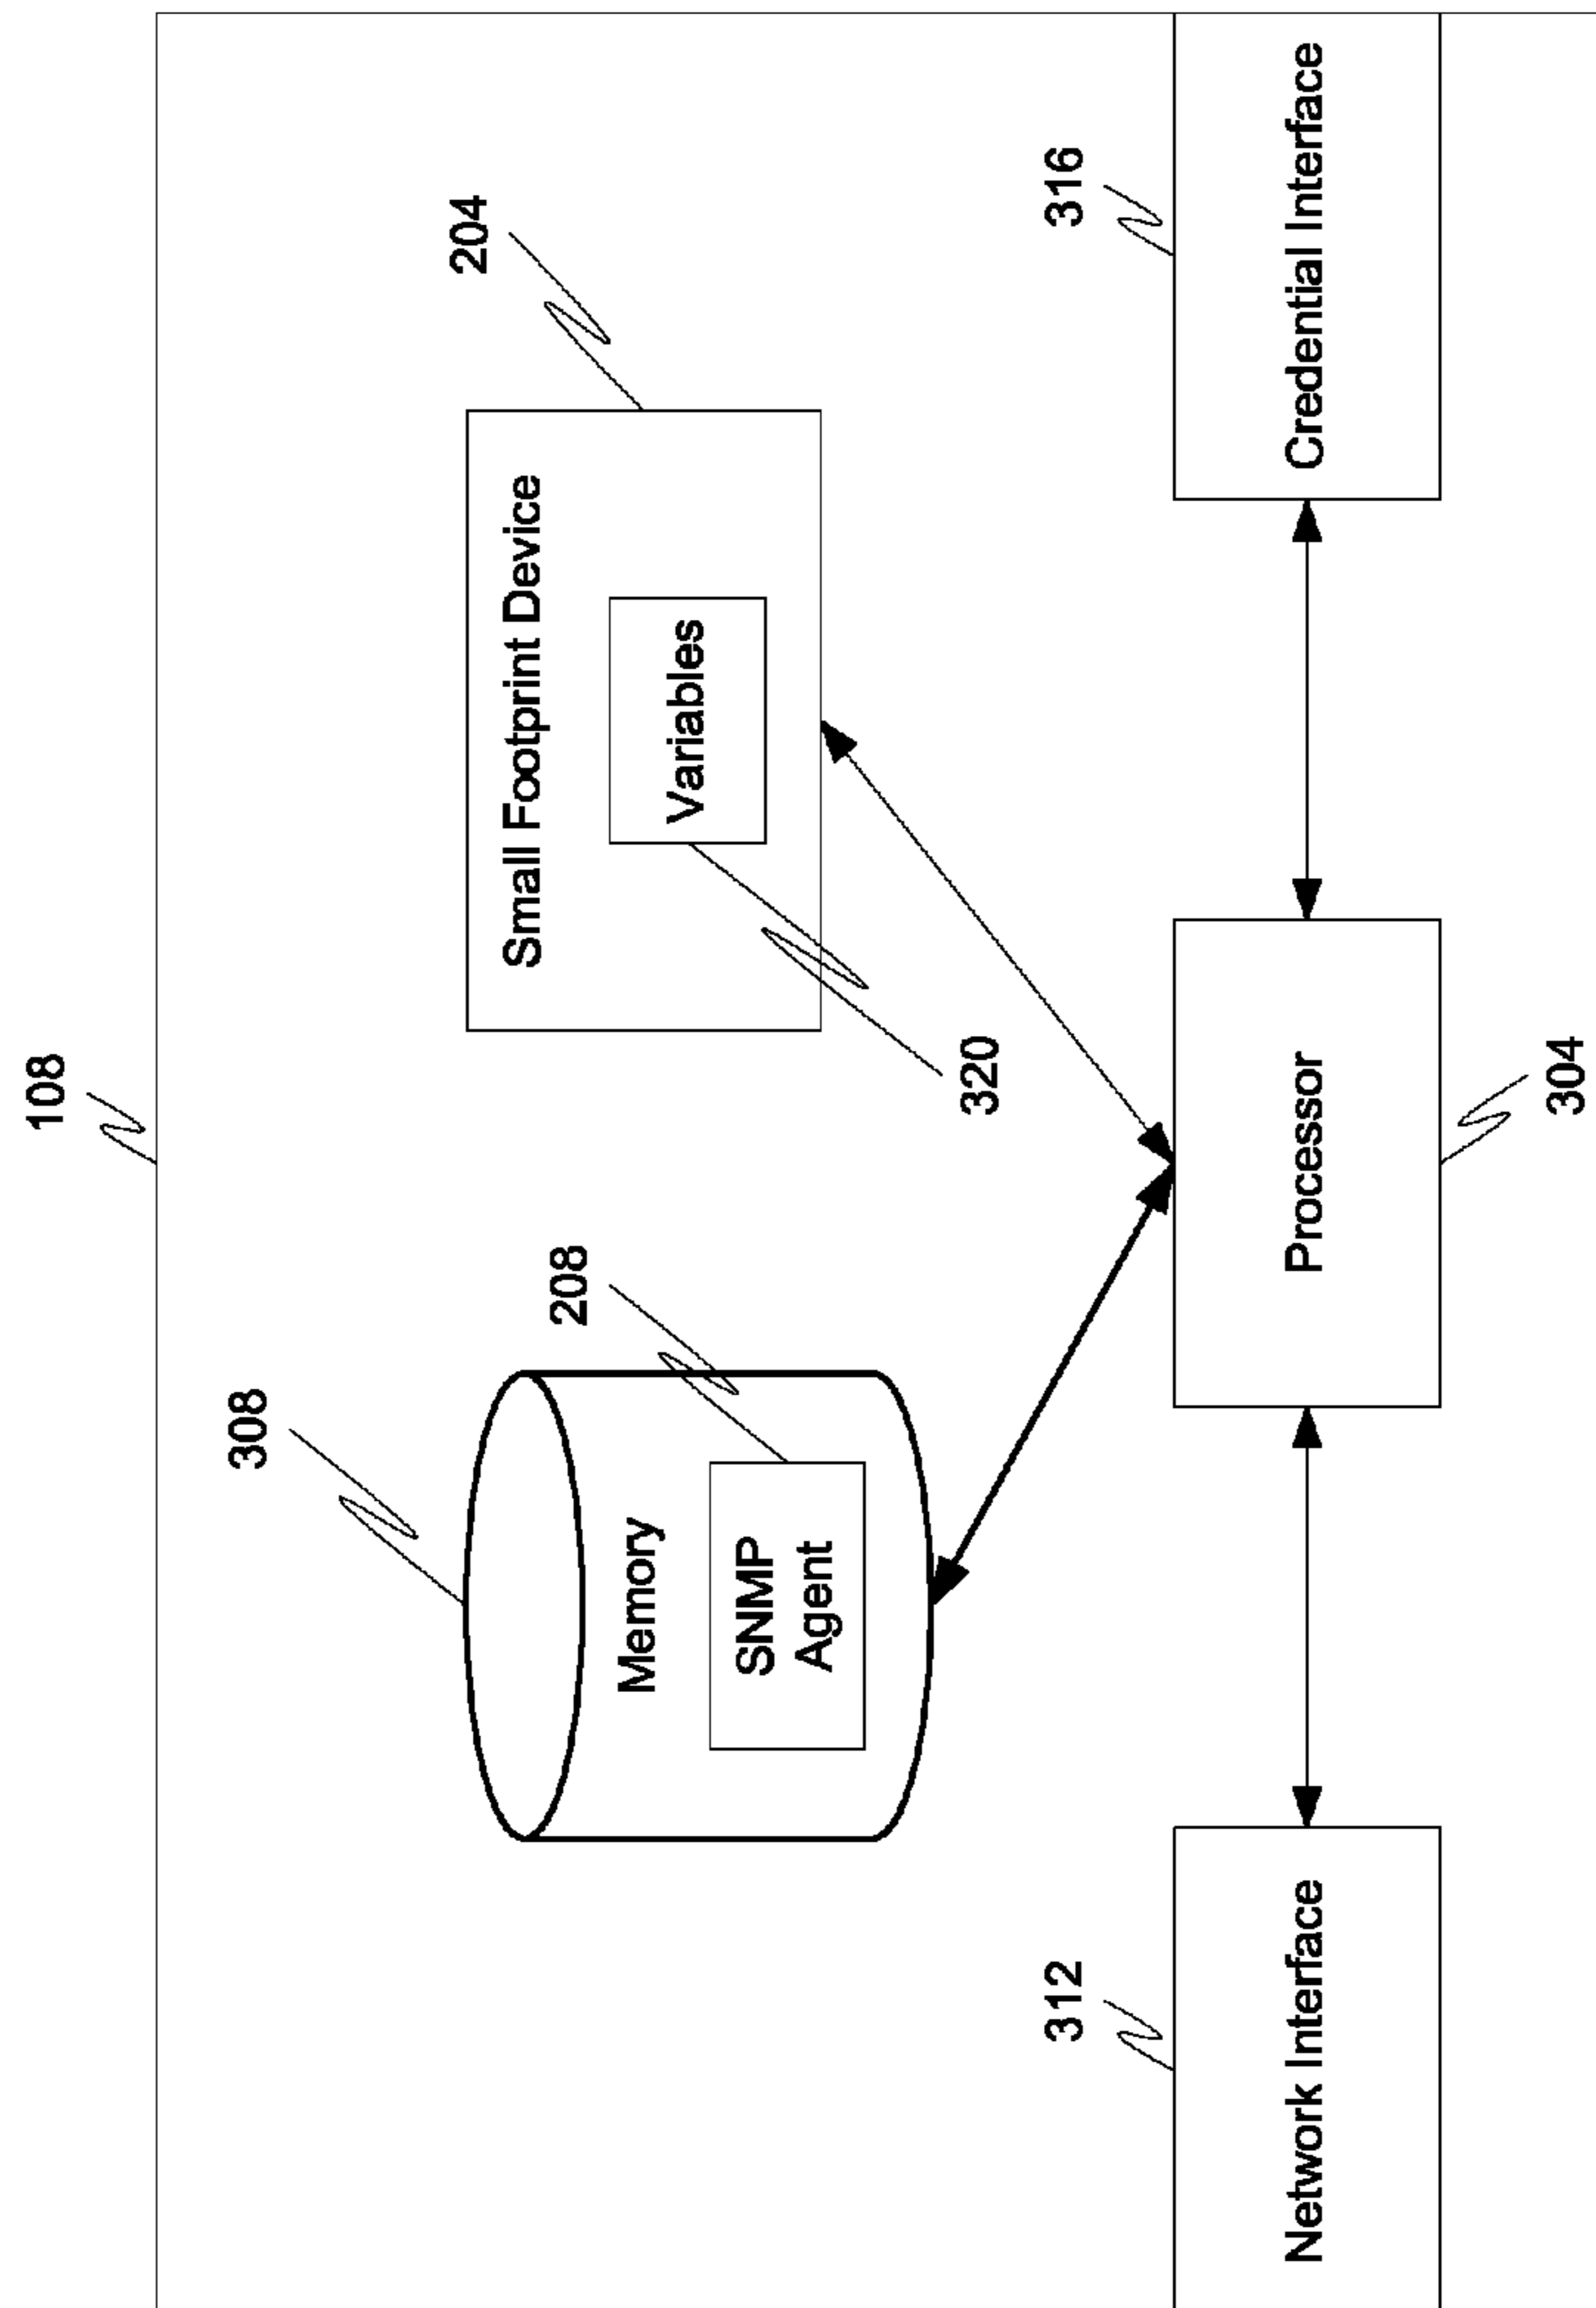 108
308
204
Small Footprint Device
208
Memory
Variables
SNMP
Agent
320
312
316
Network Interface
Processor
Credential Interface
304